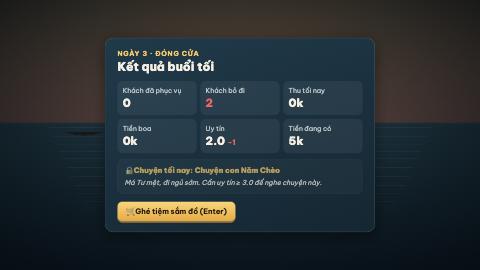 NGÀY 3 · ĐÓNG CỬA
Kết quả buổi tối
Khách đã phục vụ
0
Khách bỏ đi
2
Thu tối nay
0k
Tiền boa
0k
Uy tín
2.0 -1
Tiền đang có
5k
Chuyện tối nay: Chuyện con Năm Chèo
Má Tư mệt, đi ngủ sớm. Cần uy tín ≥ 3.0 để nghe chuyện này.
Ghé tiệm sắm đồ (Enter)